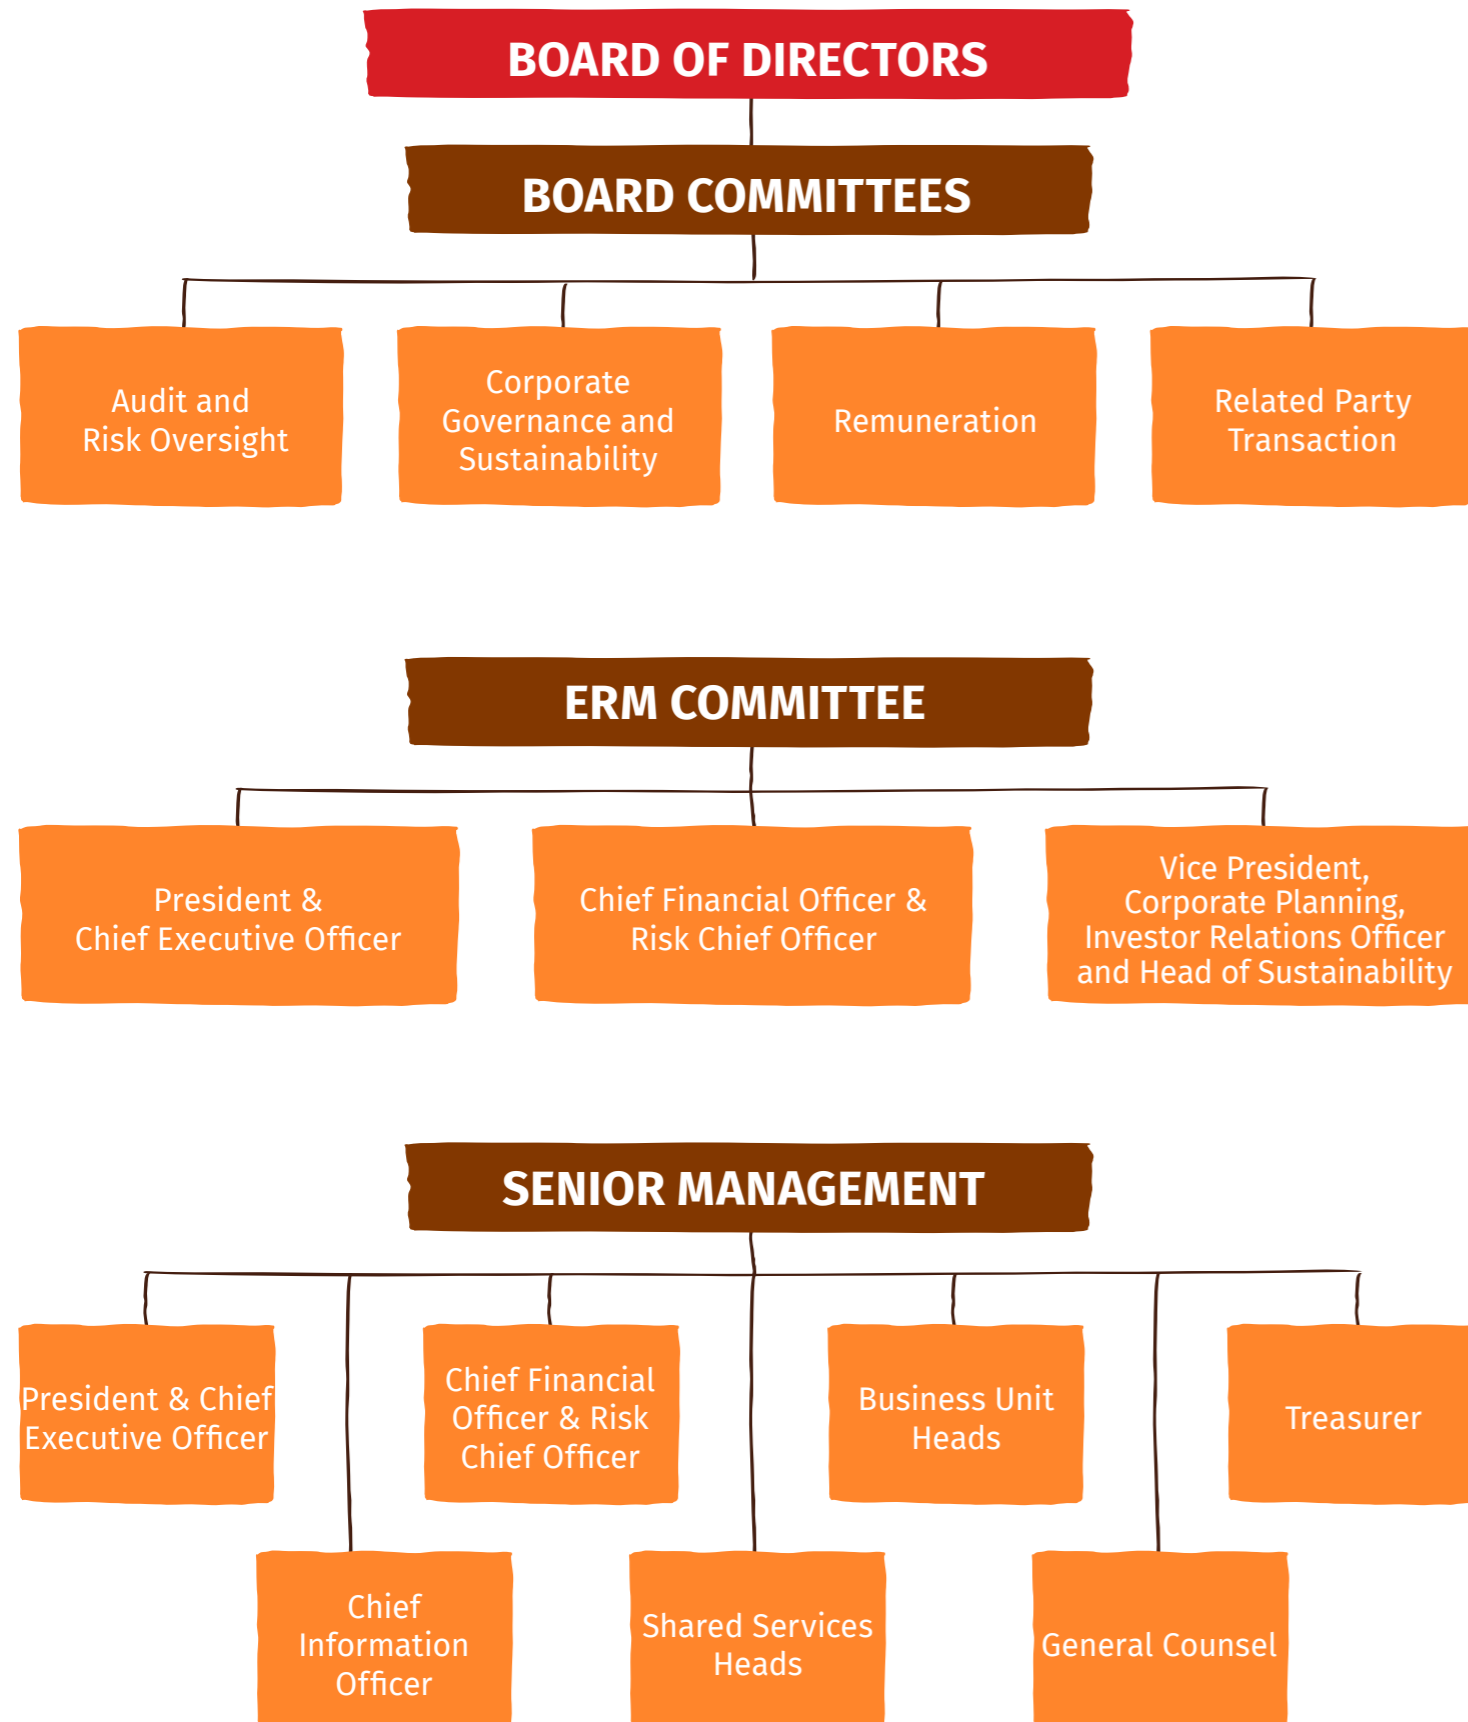 BOARD OF DIRECTORS
BOARD COMMITTEES
Audit and
Risk Oversight
Corporate
Governance and
Sustainability
Remuneration
Related Party
Transaction
ERM COMMITTEE
President &
Chief Executive Officer
Chief Financial Officer &
Risk Chief Officer
Vice President,
Corporate Planning,
Investor Relations Officer
and Head of Sustainability
SENIOR MANAGEMENT
President & Chief
Executive Officer
Chief Financial
Officer & Risk
Chief Officer
Business Unit
Heads
Treasurer
Chief
Information
Officer
Shared Services
Heads
General Counsel